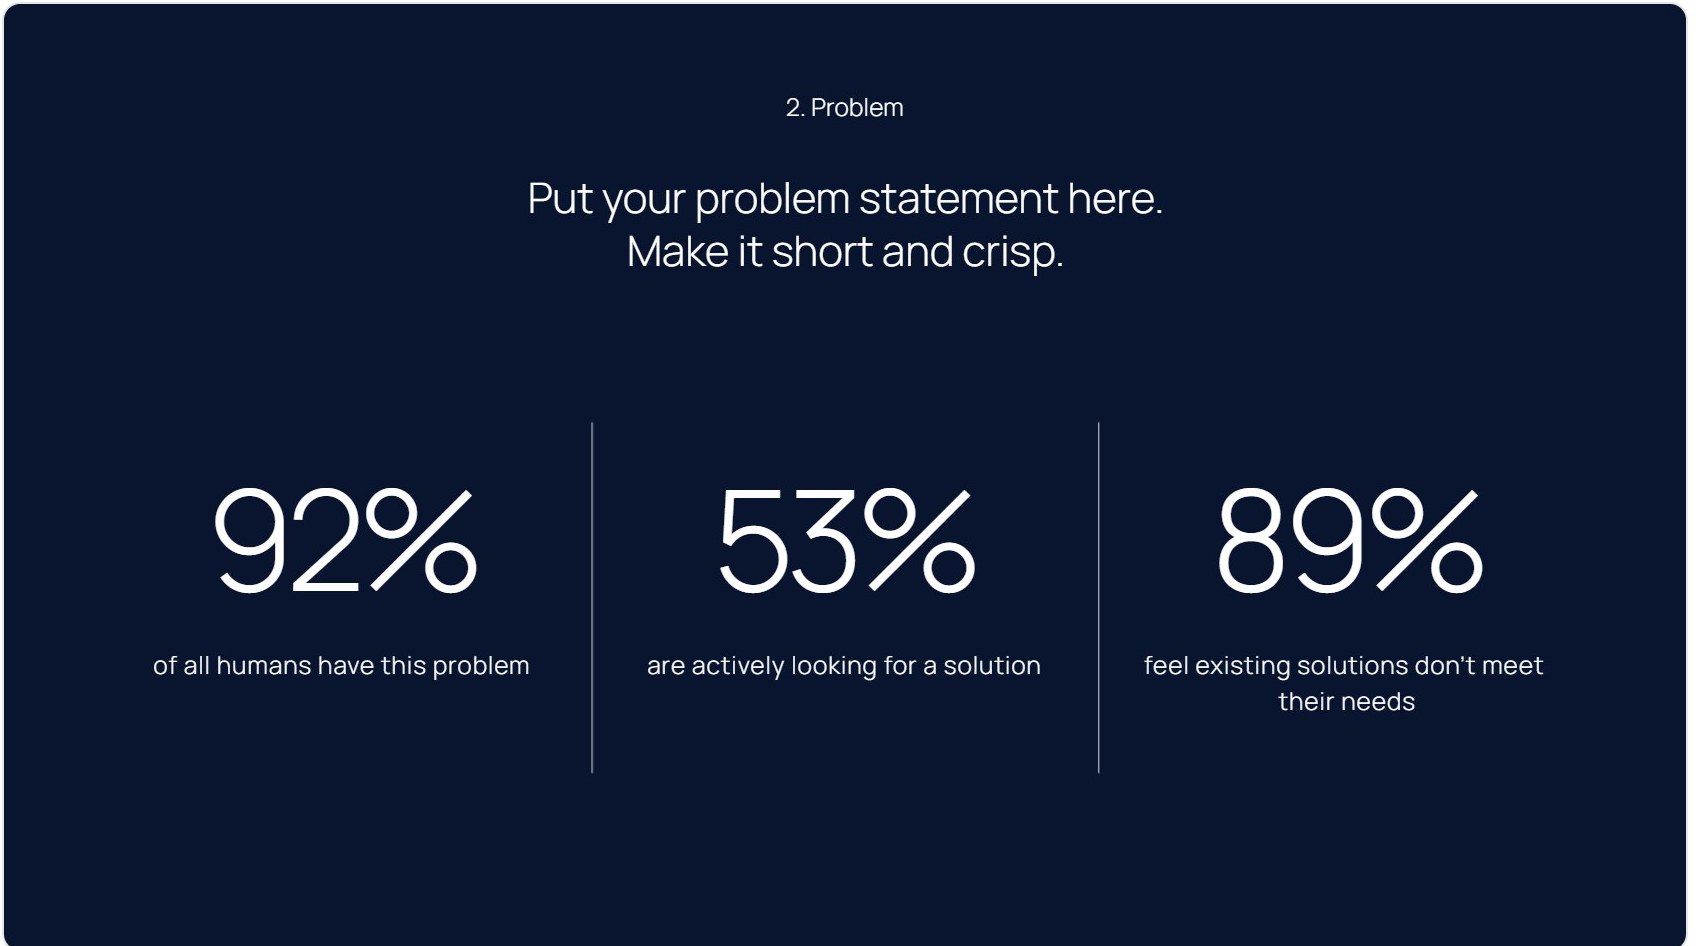 2. Problem
Put your problem statement here.
Make it short and crisp.
92%
of all humans have this problem
53%
are actively looking for a solution
89%
feel existing solutions don't meet
their needs